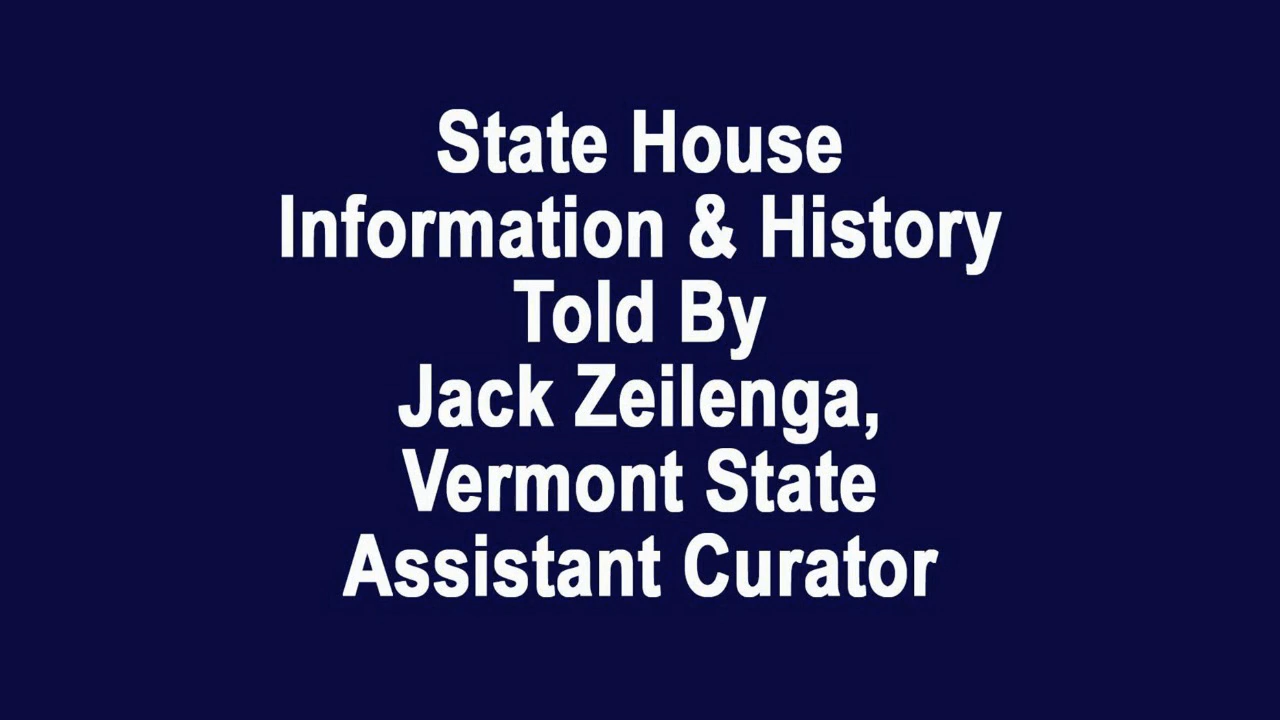 State House
Information & History
Told By
Jack Zeilenga,
Vermont State
Assistant Curator